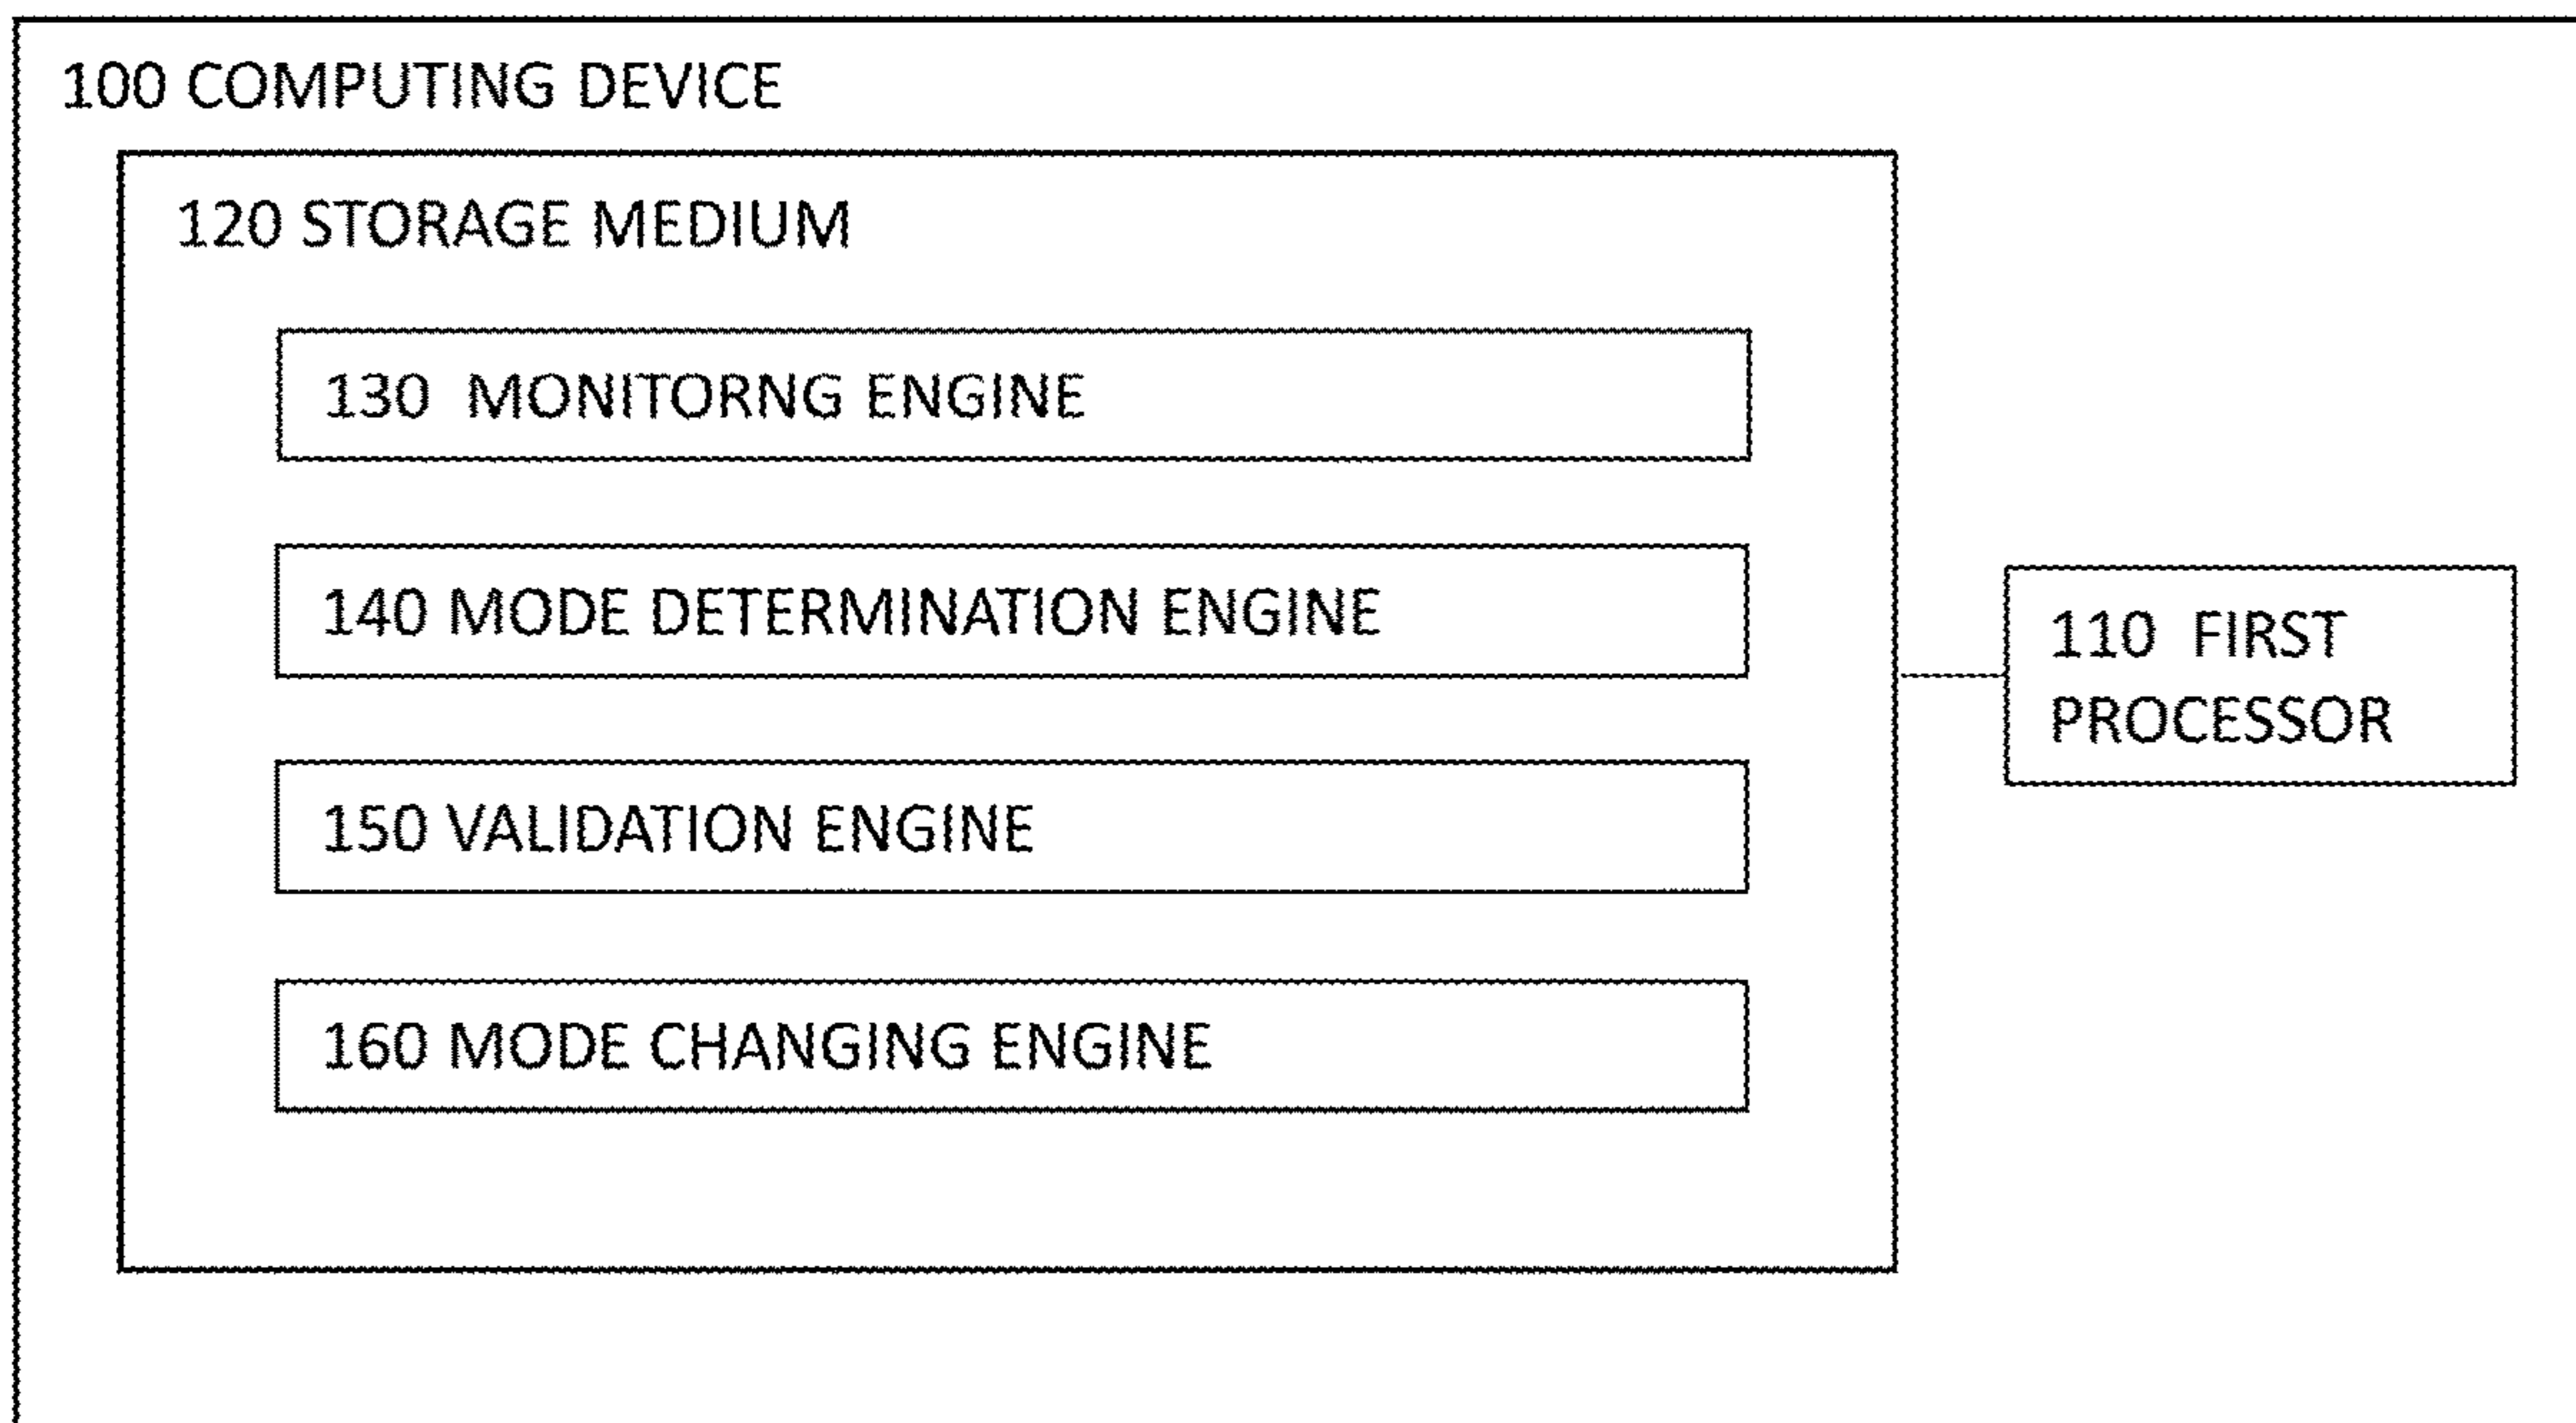 100 COMPUTING DEVICE
120 STORAGE MEDIUM
130 MONITORNG ENGINE
140 MODE DETERMINATION ENGINE
150 VALIDATION ENGINE
160 MODE CHANGING ENGINE
110 FIRST
PROCESSOR